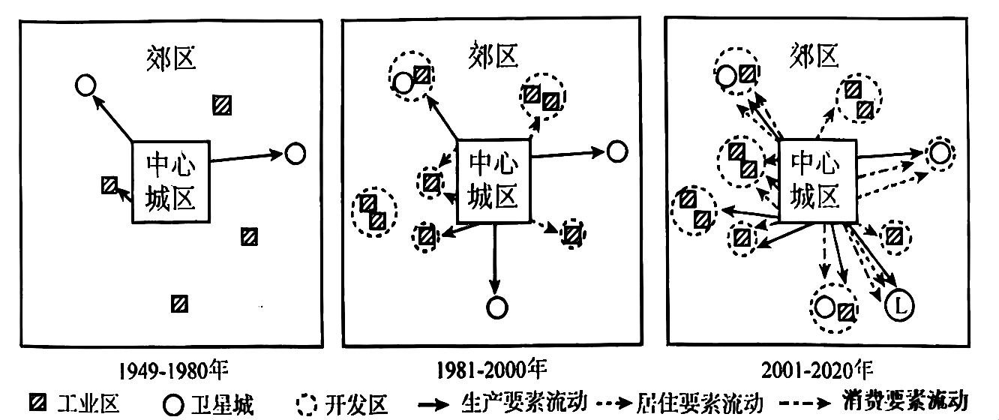 郊区
中心
城区
1949-1980年
郊区
中心
城区
1981-2000年
郊区
中心
城区
L
2001-2020年
工业区 卫星城 开发区 生产要素流动 居住要素流动 消费要素流动